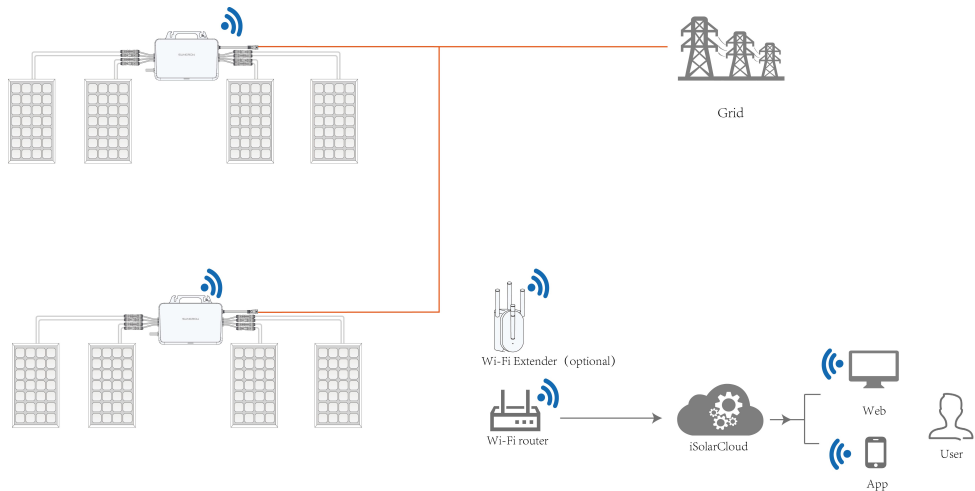 Grid
Wi-Fi Extender（optional）
Wi-Fi router
iSolarCloud
Web
App
User